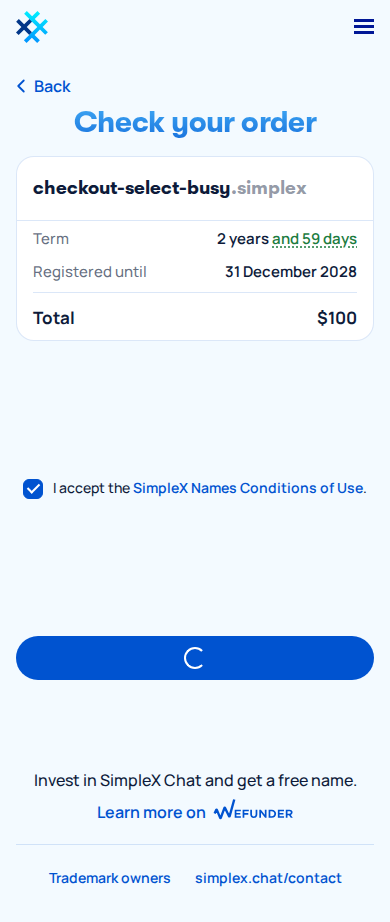 Back
Check your order
checkout-select-busy.simplex
Term 2 years and 59 days
Registered until 31 December 2028
Total $100
I accept the SimpleX Names Conditions of Use.
Invest in SimpleX Chat and get a free name.
Learn more on WEFUNDER
Trademark owners simplex.chat/contact